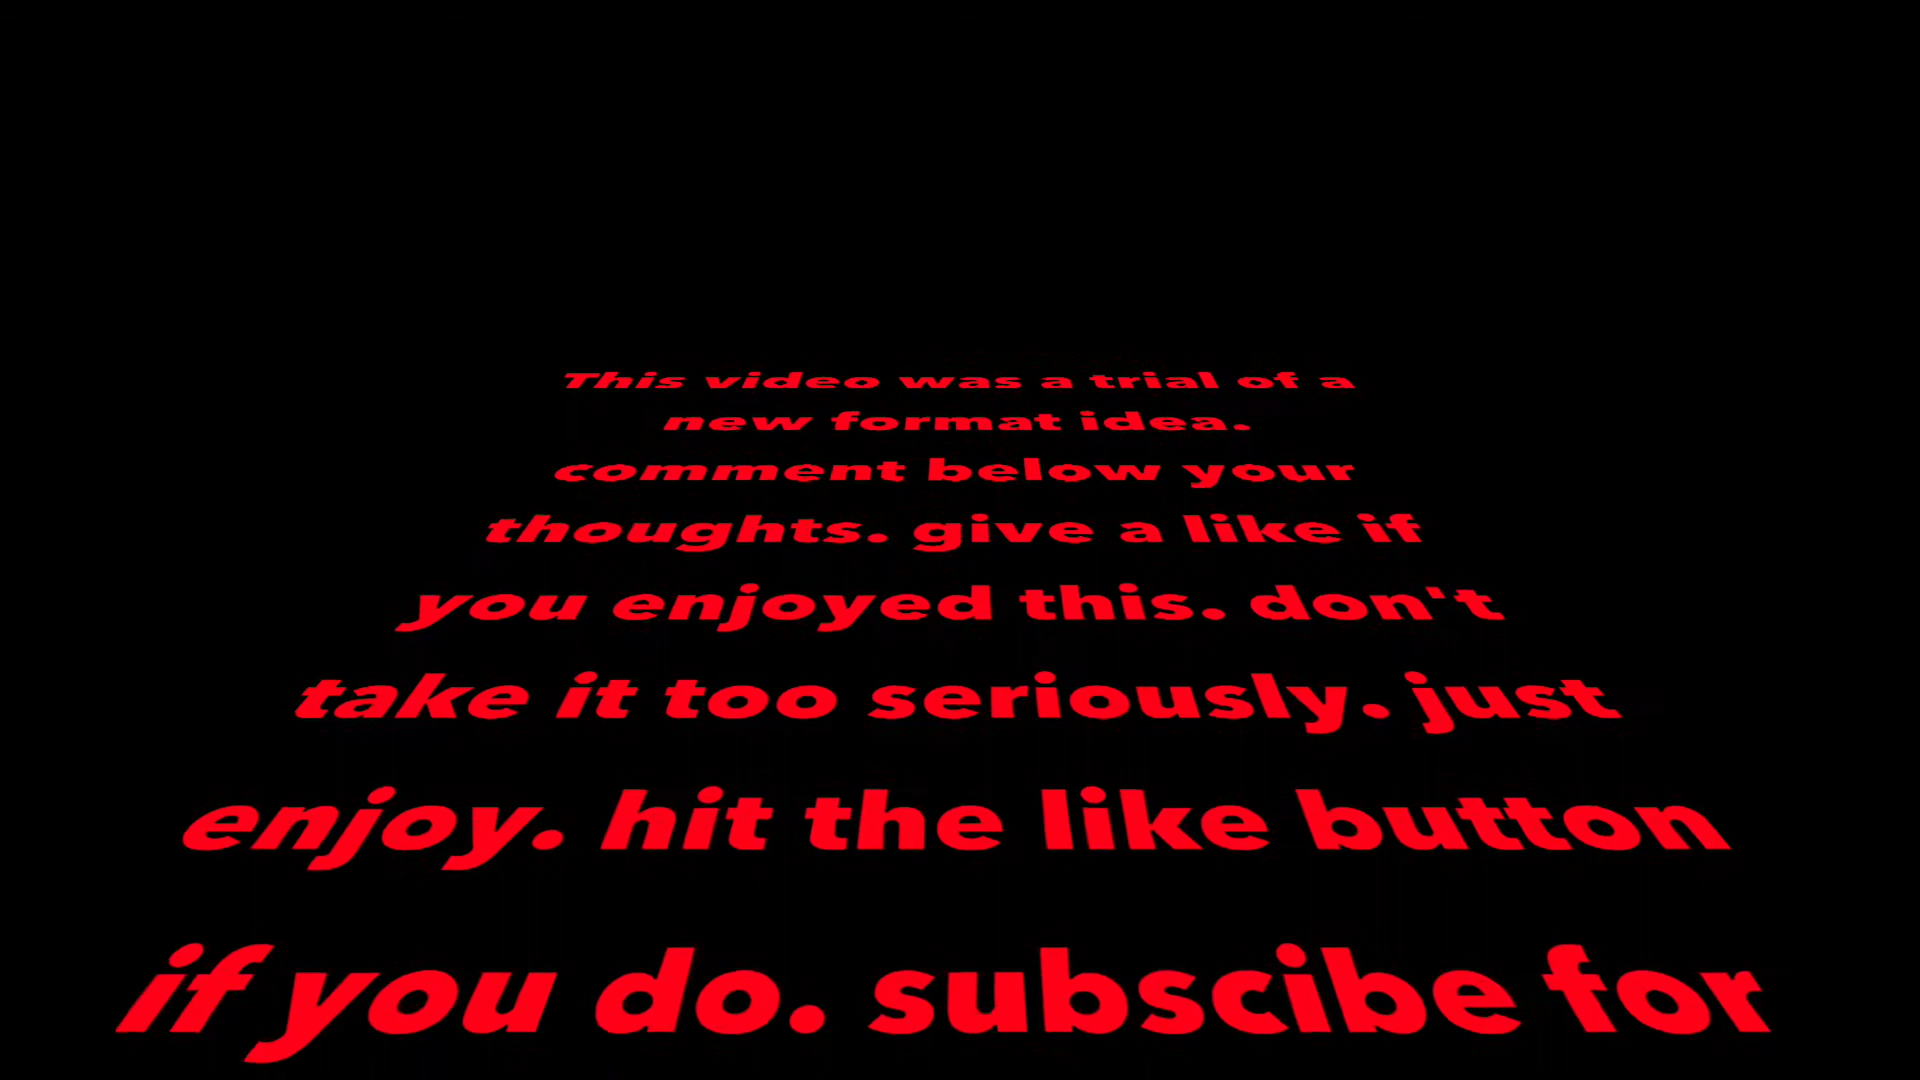 This video was a trial of a
new format idea.
comment below your
thoughts. give a like if
you enjoyed this. don't
take it too seriously. just
enjoy. hit the like button
if you do. subscibe for